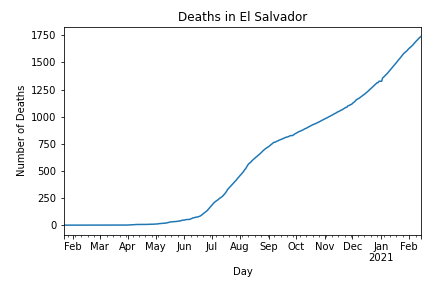 Deaths in El Salvador
Number of Deaths
1750
1500
1250
1000
750
500
250
0
Feb Mar Apr May Jun Jul Aug Sep Oct Nov Dec Jan Feb
2021
Day